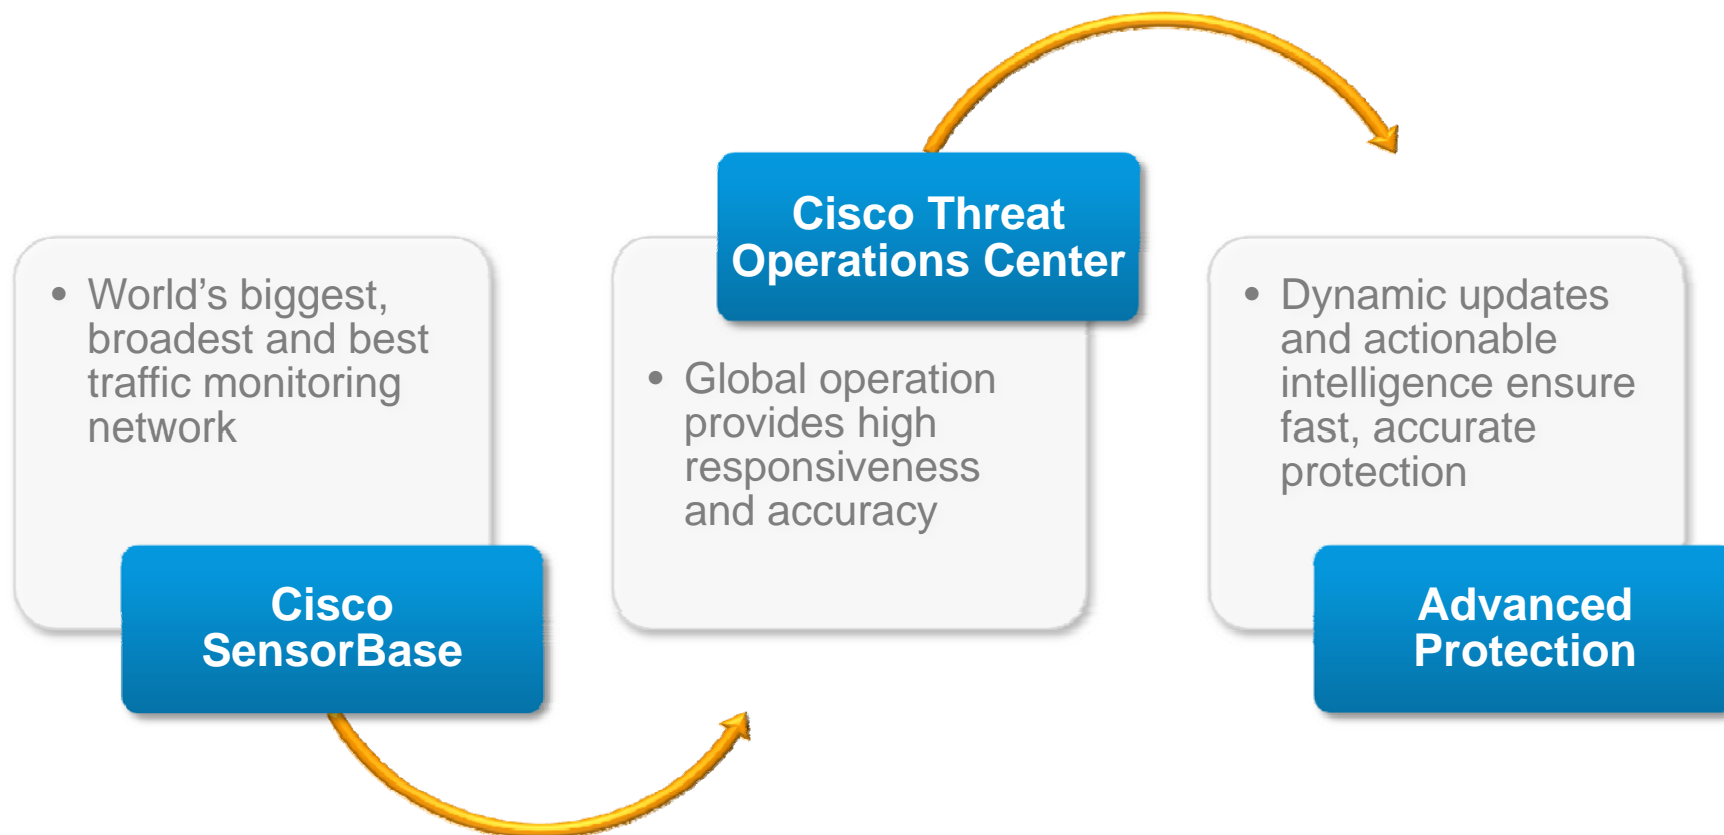 • World’s biggest,
broadest and best
traffic monitoring
network
Cisco
SensorBase
Cisco Threat
Operations Center
• Global operation
provides high
responsiveness
and accuracy
• Dynamic updates
and actionable
intelligence ensure
fast, accurate
protection
Advanced
Protection